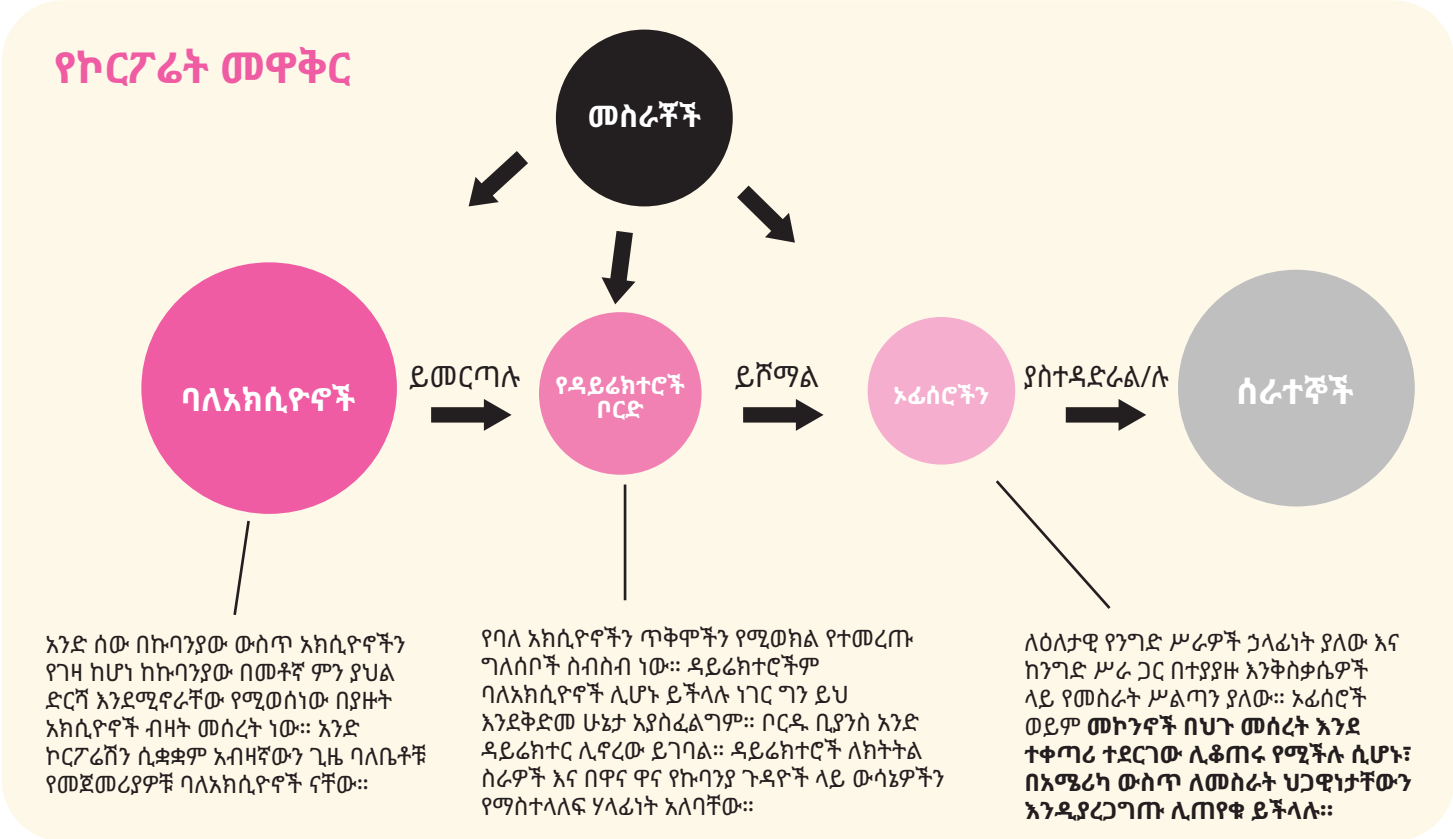 የኮርፖሬት መዋቅር
መስራቾች
ባለአክሲዮኖች
ይመርጣሉ
የዳይሬክተሮች
ቦርድ
ይሾማል
ኦፊሰሮችን
ያስተዳድራል/ሉ
ሰራተኞች
አንድ ሰው በኩባንያው ውስጥ አክሲዮኖችን
የገዛ ከሆነ ከኩባንያው በመቶኛ ምን ያህል
ድርሻ እንደሚኖራቸው የሚወሰነው በያዙት
አክሲዮኖች ብዛት መሰረት ነው። አንድ
ኮርፖሬሽን ሲቋቋም አብዛኛውን ጊዜ ባለቤቶቹ
የመጀመሪያዎቹ ባለአክሲዮኖች ናቸው።
የባለ አክሲዮኖችን ጥቅሞችን የሚወክል የተመረጡ
ግለሰቦች ስብስብ ነው። ዳይሬክተሮችም
ባለአክሲዮኖች ሊሆኑ ይችላሉ ነገር ግን ይህ
እንደቅድመ ሁኔታ አያስፈልግም። ቦርዱ ቢያንስ አንድ
ዳይሬክተር ሊኖረው ይገባል። ዳይሬክተሮች ለክትትል
ስራዎች እና በዋና ዋና የኩባንያ ጉዳዮች ላይ ውሳኔዎችን
የማስተላለፍ ሃላፊነት አለባቸው።
ለዕለታዊ የንግድ ሥራዎች ኃላፊነት ያለው እና
ከንግድ ሥራ ጋር በተያያዙ እንቅስቃሴዎች
ላይ የመስራት ሥልጣን ያለው። ኦፊሰሮች
ወይም መኮንኖች በህጉ መሰረት እንደ
ተቀጣሪ ተደርገው ሊቆጠሩ የሚችሉ ሲሆኑ፣
በአሜሪካ ውስጥ ለመስራት ህጋዊነታቸውን
እንዲያረጋግጡ ሊጠየቁ ይችላሉ።